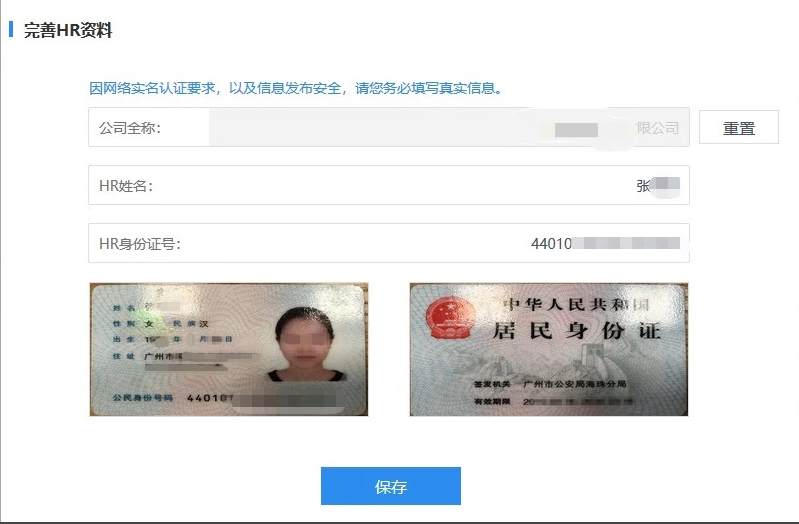 完善HR资料
因网络实名认证要求，以及信息发布安全，请您务必填写真实信息。
公司全称： 限公司 重置
HR姓名： 张
HR身份证号： 44010
姓名
性别 女 民族 汉
出生 19 年 月 日
住址 广州市
公民身份号码 440101
中华人民共和国
居民身份证
签发机关 广州市公安局海珠分局
有效期限 20
保存